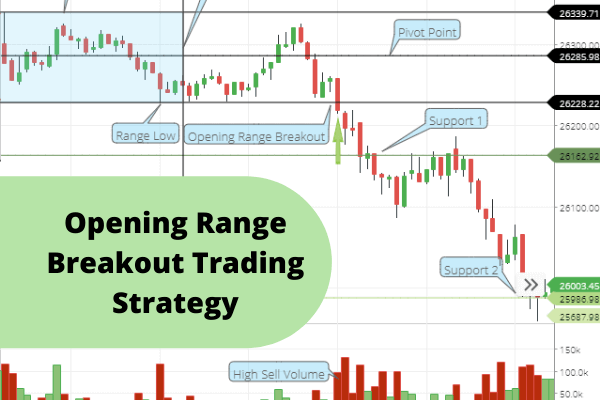 26339.71
26300.00
Pivot Point
26285.98
26228.22
Range Low
Opening Range Breakout
Support 1
26200.00
26162.92
26100.00
Opening Range
Breakout Trading
Strategy
Support 2
26003.45
25986.98
25687.98
150k
High Sell Volume
100.0k
50.0k